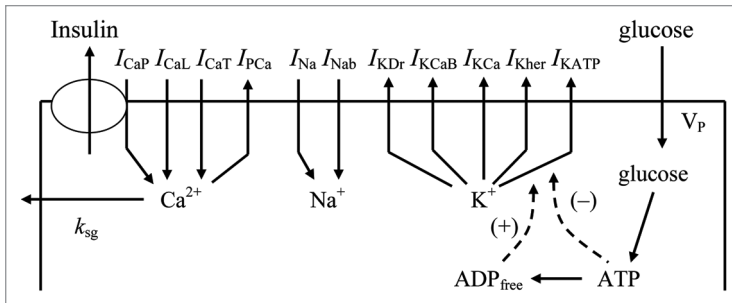 Insulin
glucose
I_CaP I_CaL I_CaT I_PCa I_Na I_Nab I_KDr I_KCaB I_KCa I_Kher I_KATP
V_P
glucose
Ca²⁺ Na⁺ K⁺
k_sg
(+) (–)
ADP_free ATP